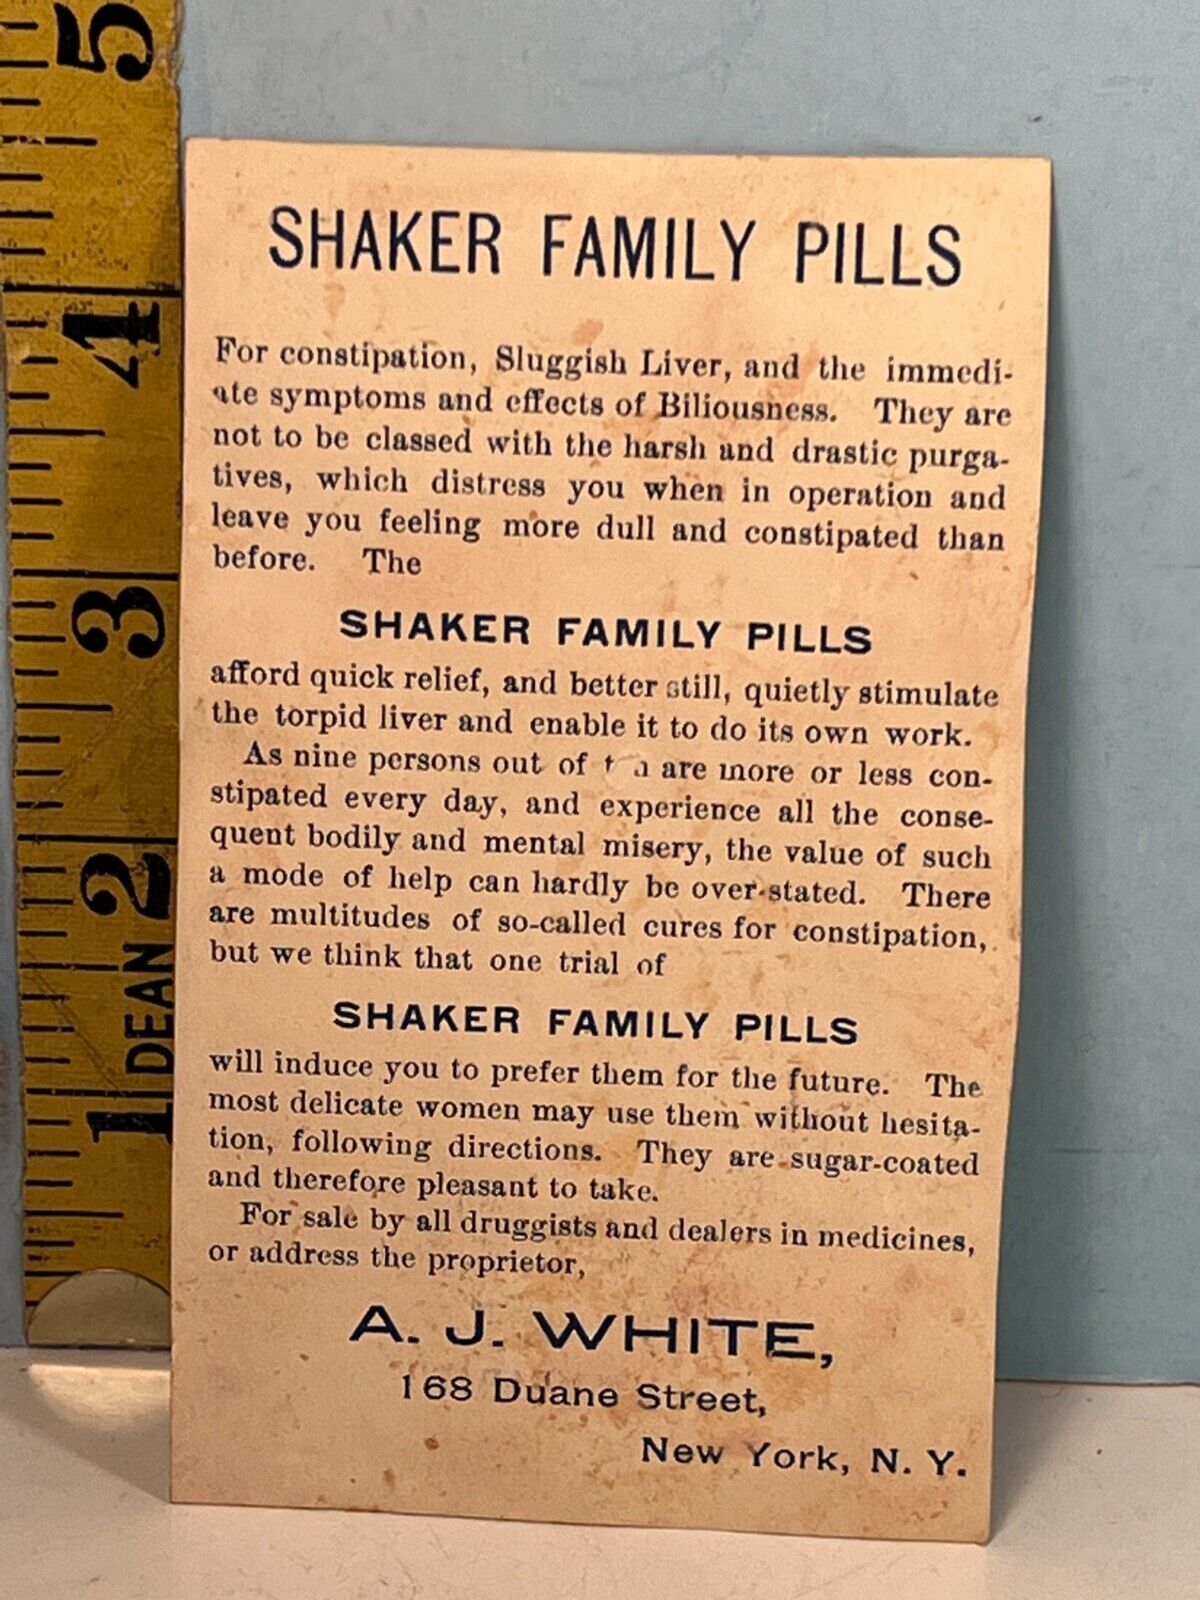 SHAKER FAMILY PILLS
For constipation, Sluggish Liver, and the immedi-
ate symptoms and effects of Biliousness. They are
not to be classed with the harsh and drastic purga-
tives, which distress you when in operation and
leave you feeling more dull and constipated than
before. The
SHAKER FAMILY PILLS
afford quick relief, and better still, quietly stimulate
the torpid liver and enable it to do its own work.
As nine persons out of ten are more or less con-
stipated every day, and experience all the conse-
quent bodily and mental misery, the value of such
a mode of help can hardly be over-stated. There
are multitudes of so-called cures for constipation,
but we think that one trial of
SHAKER FAMILY PILLS
will induce you to prefer them for the future. The
most delicate women may use them without hesita-
tion, following directions. They are sugar-coated
and therefore pleasant to take.
For sale by all druggists and dealers in medicines,
or address the proprietor,
A. J. WHITE,
168 Duane Street,
New York, N. Y.
5
4
3
2
DEAN
1